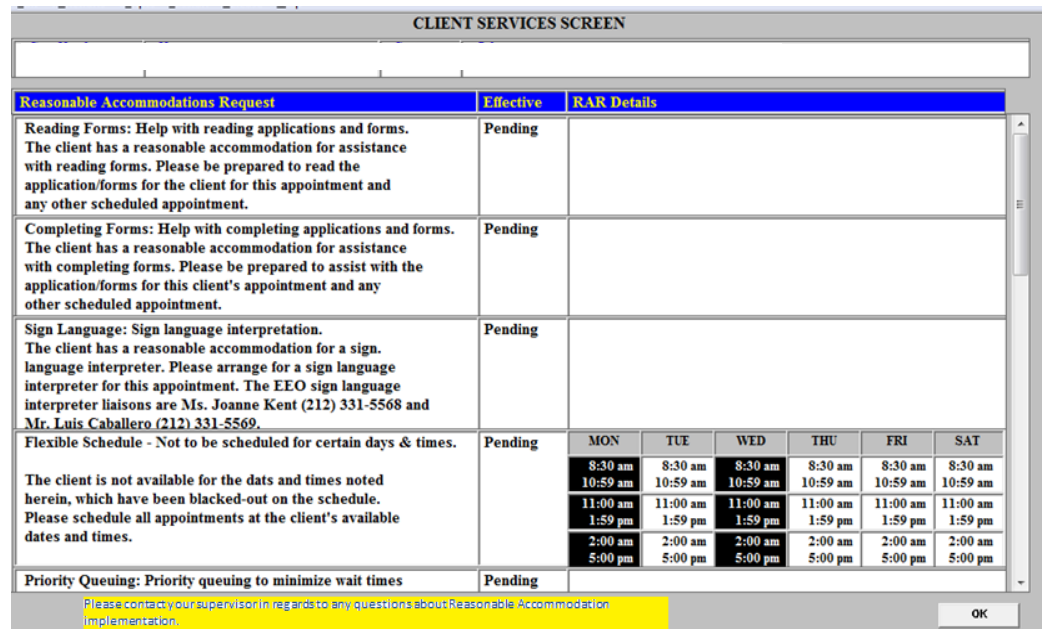 CLIENT SERVICES SCREEN
Reasonable Accommodations Request Effective RAR Details
Reading Forms: Help with reading applications and forms. Pending
The client has a reasonable accommodation for assistance
with reading forms. Please be prepared to read the
application/forms for the client for this appointment and
any other scheduled appointment.
Completing Forms: Help with completing applications and forms. Pending
The client has a reasonable accommodation for assistance
with completing forms. Please be prepared to assist with the
application/forms for this client's appointment and any
other scheduled appointment.
Sign Language: Sign language interpretation. Pending
The client has a reasonable accommodation for a sign.
language interpreter. Please arrange for a sign language
interpreter for this appointment. The EEO sign language
interpreter liaisons are Ms. Joanne Kent (212) 331-5568 and
Mr. Luis Caballero (212) 331-5569.
Flexible Schedule - Not to be scheduled for certain days & times. Pending
The client is not available for the dats and times noted
herein, which have been blacked-out on the schedule.
Please schedule all appointments at the client's available
dates and times.
MON TUE WED THU FRI SAT
8:30 am 8:30 am 8:30 am 8:30 am 8:30 am 8:30 am
10:59 am 10:59 am 10:59 am 10:59 am 10:59 am 10:59 am
11:00 am 11:00 am 11:00 am 11:00 am 11:00 am 11:00 am
1:59 pm 1:59 pm 1:59 pm 1:59 pm 1:59 pm 1:59 pm
2:00 am 2:00 am 2:00 am 2:00 am 2:00 am 2:00 am
5:00 pm 5:00 pm 5:00 pm 5:00 pm 5:00 pm 5:00 pm
Priority Queuing: Priority queuing to minimize wait times Pending
Please contact your supervisor in regards to any questions about Reasonable Accommodation
implementation.
OK